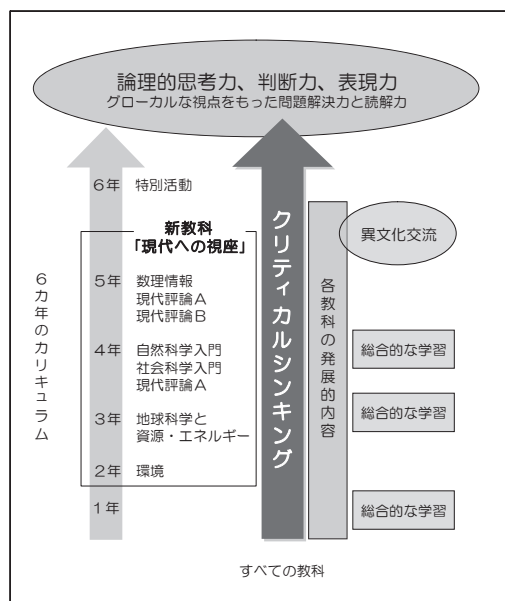 論理的思考力、判断力、表現力
グローカルな視点をもった問題解決力と読解力
6年 特別活動
新教科
「現代への視座」
5年 数理情報
現代評論A
現代評論B
4年 自然科学入門
社会科学入門
現代評論A
3年 地球科学と
資源・エネルギー
2年 環境
1年
6カ年のカリキュラム
クリティカルシンキング
各教科の発展的内容
異文化交流
総合的な学習
総合的な学習
総合的な学習
すべての教科